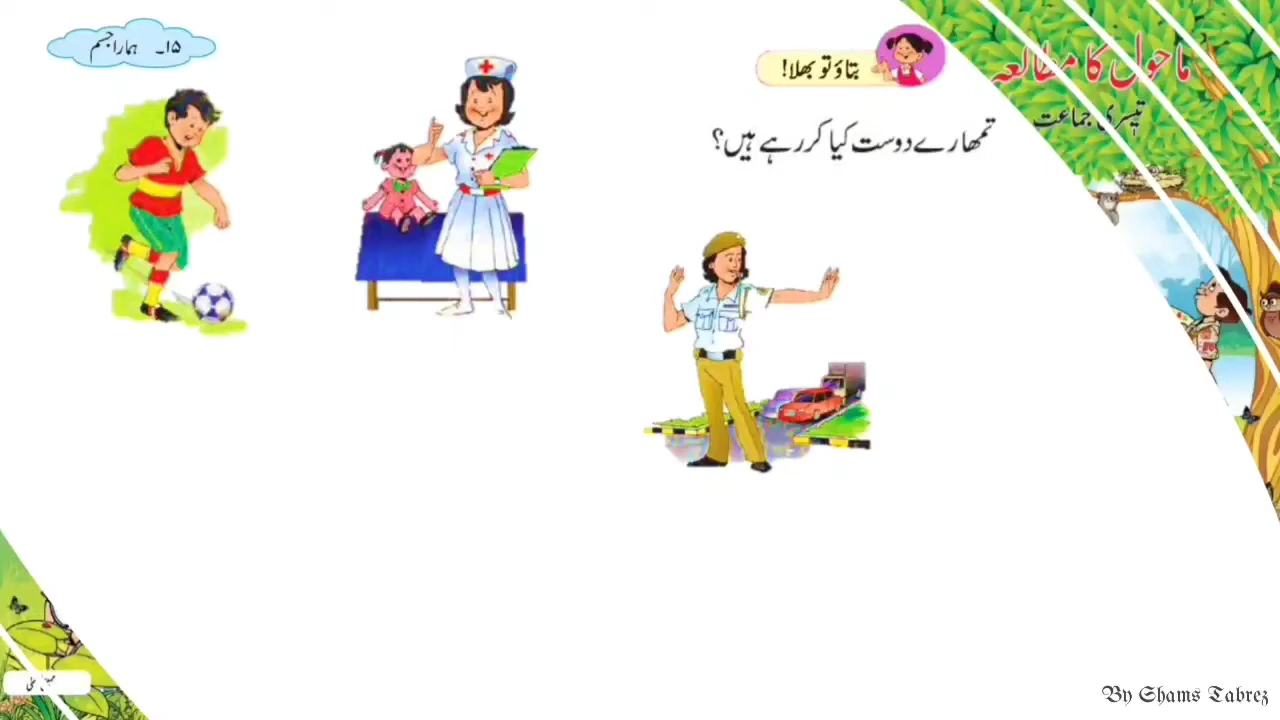 ماحول کا مطالعہ
تیسری جماعت
۱۵۔ ہمارا جسم
بتاؤ تو بھلا!
تمھارے دوست کیا کر رہے ہیں؟
By Shams Tabrez